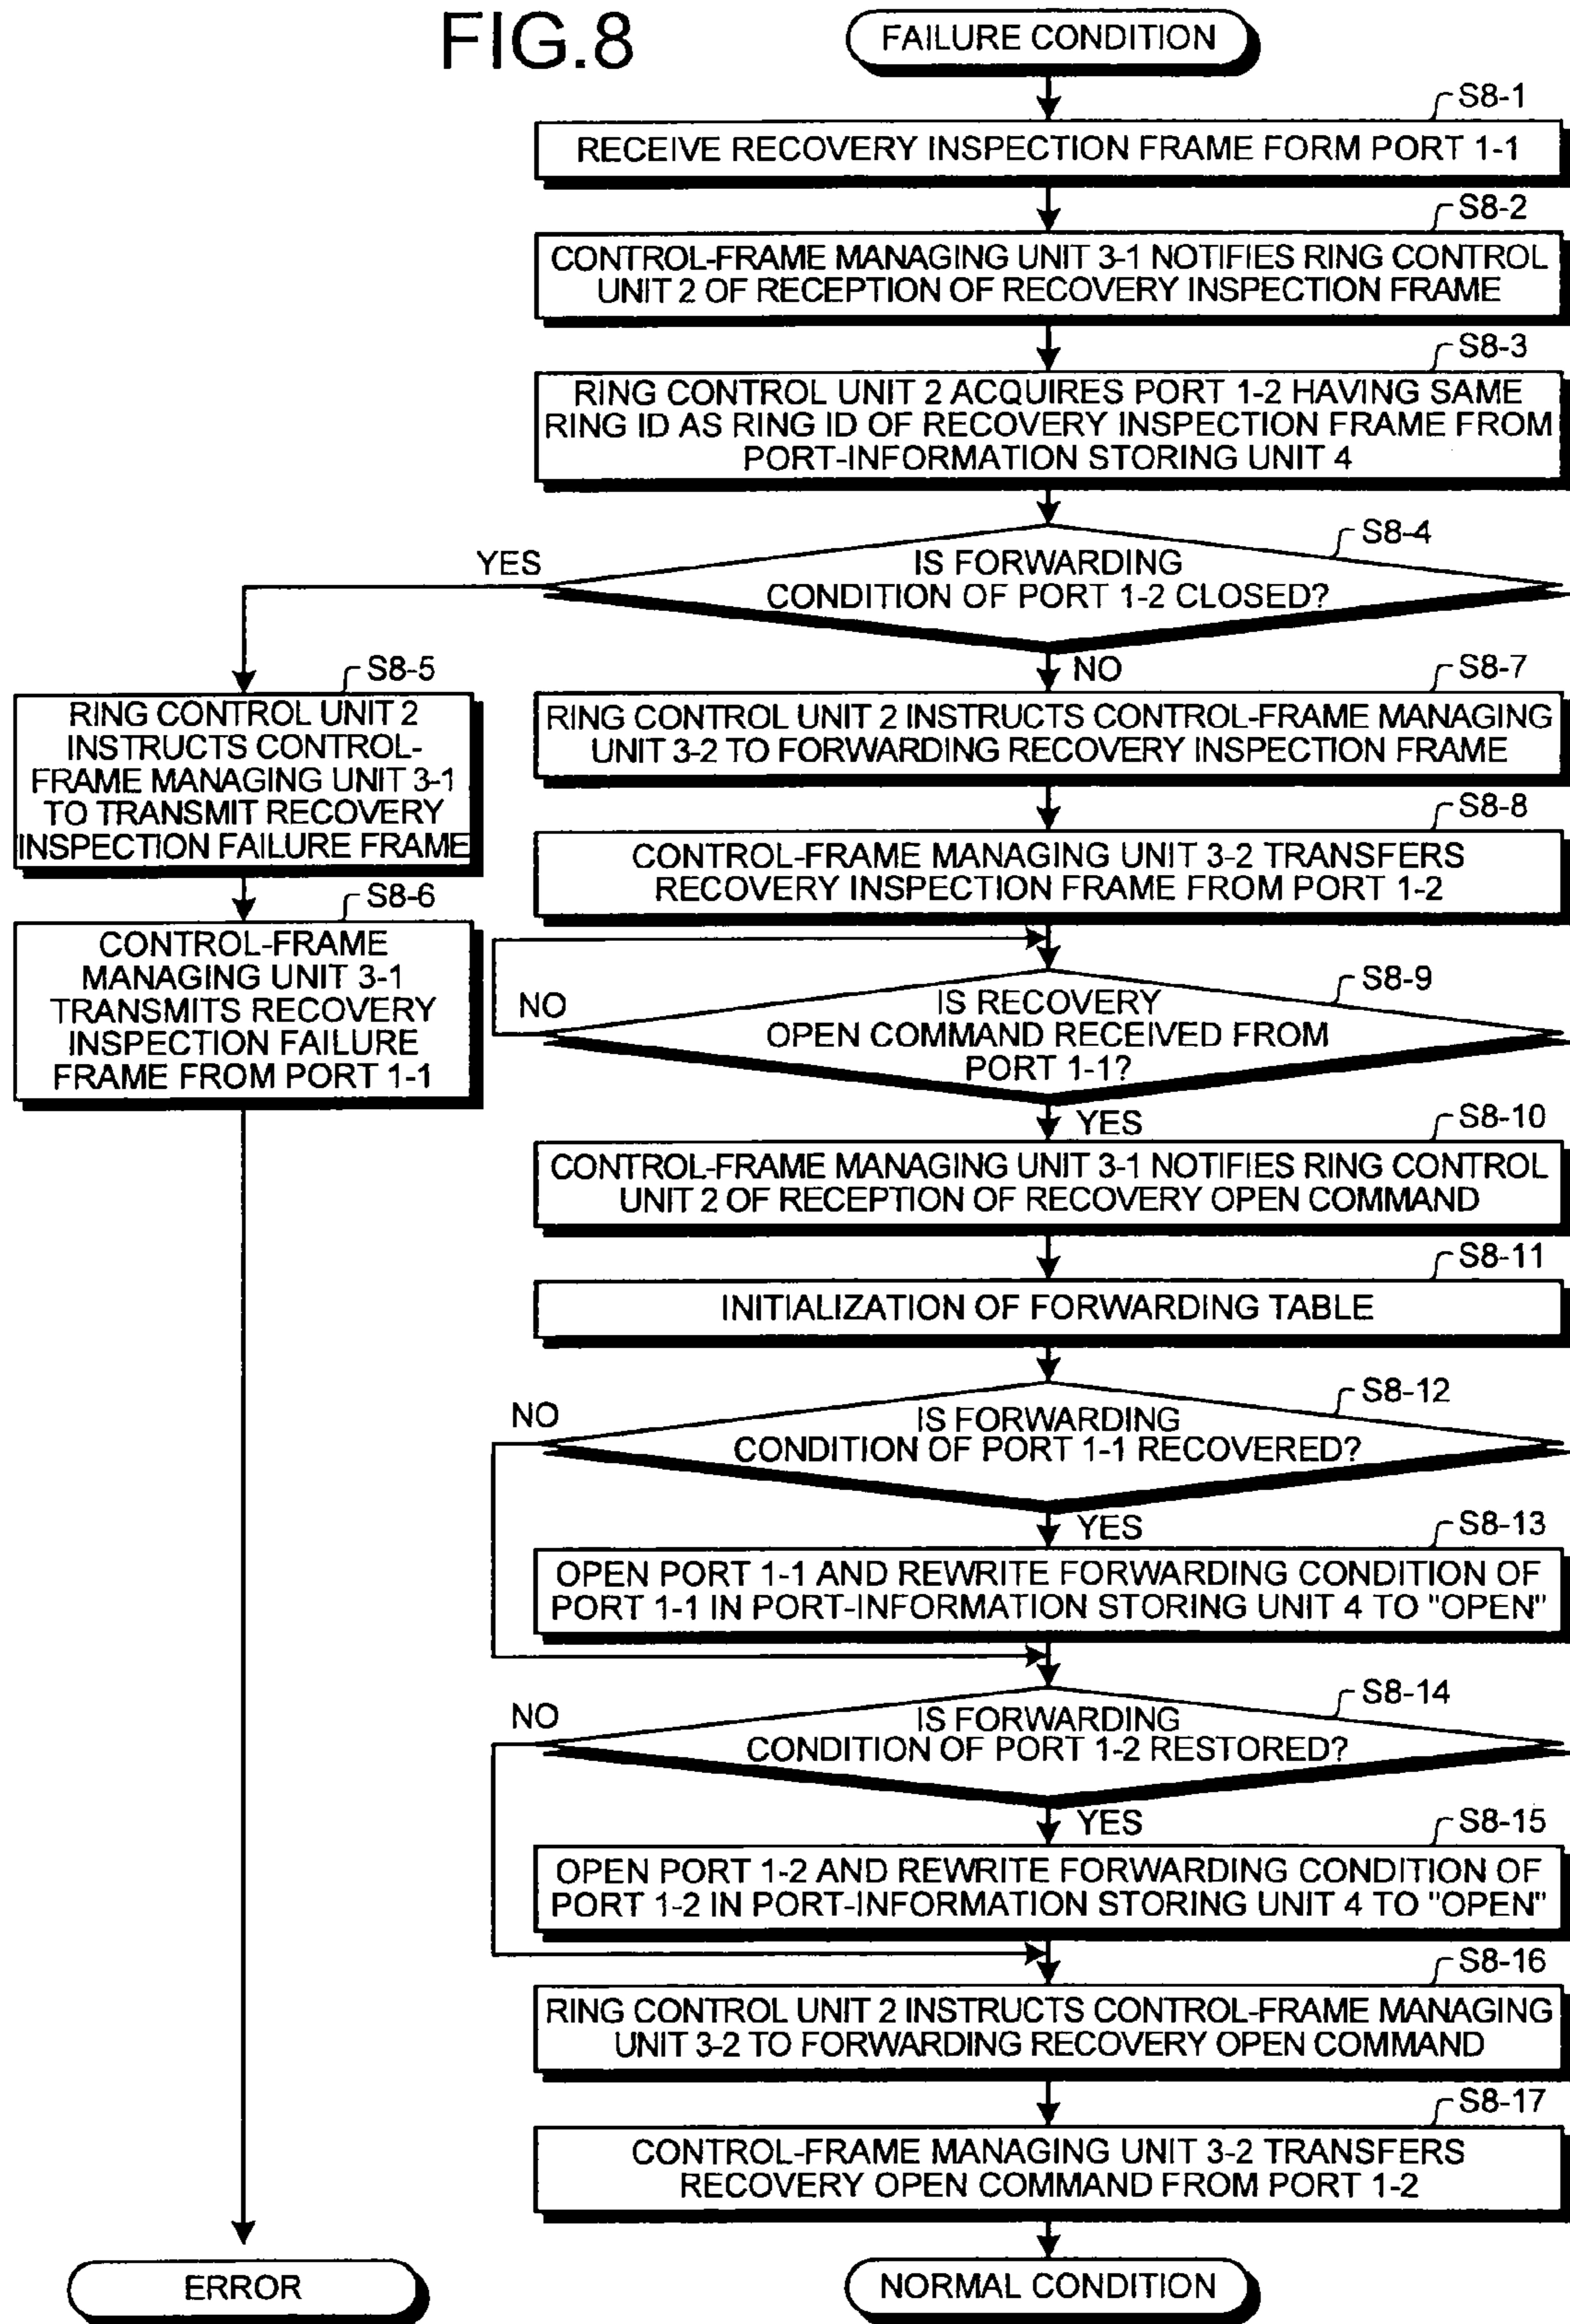 FIG.8
FAILURE CONDITION
S8-1
RECEIVE RECOVERY INSPECTION FRAME FORM PORT 1-1
S8-2
CONTROL-FRAME MANAGING UNIT 3-1 NOTIFIES RING CONTROL
UNIT 2 OF RECEPTION OF RECOVERY INSPECTION FRAME
S8-3
RING CONTROL UNIT 2 ACQUIRES PORT 1-2 HAVING SAME
RING ID AS RING ID OF RECOVERY INSPECTION FRAME FROM
PORT-INFORMATION STORING UNIT 4
S8-4
YES
IS FORWARDING
CONDITION OF PORT 1-2 CLOSED?
NO
S8-5
RING CONTROL UNIT 2
INSTRUCTS CONTROL-
FRAME MANAGING UNIT 3-1
TO TRANSMIT RECOVERY
INSPECTION FAILURE FRAME
S8-6
CONTROL-FRAME
MANAGING UNIT 3-1
TRANSMITS RECOVERY
INSPECTION FAILURE
FRAME FROM PORT 1-1
S8-7
RING CONTROL UNIT 2 INSTRUCTS CONTROL-FRAME MANAGING
UNIT 3-2 TO FORWARDING RECOVERY INSPECTION FRAME
S8-8
CONTROL-FRAME MANAGING UNIT 3-2 TRANSFERS
RECOVERY INSPECTION FRAME FROM PORT 1-2
S8-9
NO
IS RECOVERY
OPEN COMMAND RECEIVED FROM
PORT 1-1?
YES
S8-10
CONTROL-FRAME MANAGING UNIT 3-1 NOTIFIES RING CONTROL
UNIT 2 OF RECEPTION OF RECOVERY OPEN COMMAND
S8-11
INITIALIZATION OF FORWARDING TABLE
S8-12
NO
IS FORWARDING
CONDITION OF PORT 1-1 RECOVERED?
YES
S8-13
OPEN PORT 1-1 AND REWRITE FORWARDING CONDITION OF
PORT 1-1 IN PORT-INFORMATION STORING UNIT 4 TO "OPEN"
S8-14
NO
IS FORWARDING
CONDITION OF PORT 1-2 RESTORED?
YES
S8-15
OPEN PORT 1-2 AND REWRITE FORWARDING CONDITION OF
PORT 1-2 IN PORT-INFORMATION STORING UNIT 4 TO "OPEN"
S8-16
RING CONTROL UNIT 2 INSTRUCTS CONTROL-FRAME MANAGING
UNIT 3-2 TO FORWARDING RECOVERY OPEN COMMAND
S8-17
CONTROL-FRAME MANAGING UNIT 3-2 TRANSFERS
RECOVERY OPEN COMMAND FROM PORT 1-2
ERROR
NORMAL CONDITION